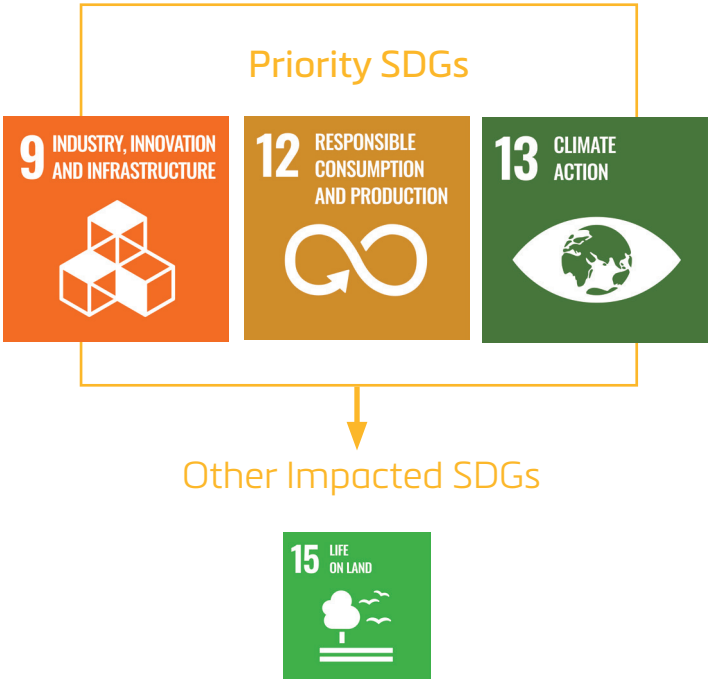 Priority SDGs
9 INDUSTRY, INNOVATION
AND INFRASTRUCTURE
12 RESPONSIBLE
CONSUMPTION
AND PRODUCTION
13 CLIMATE
ACTION
Other Impacted SDGs
15 LIFE
ON LAND